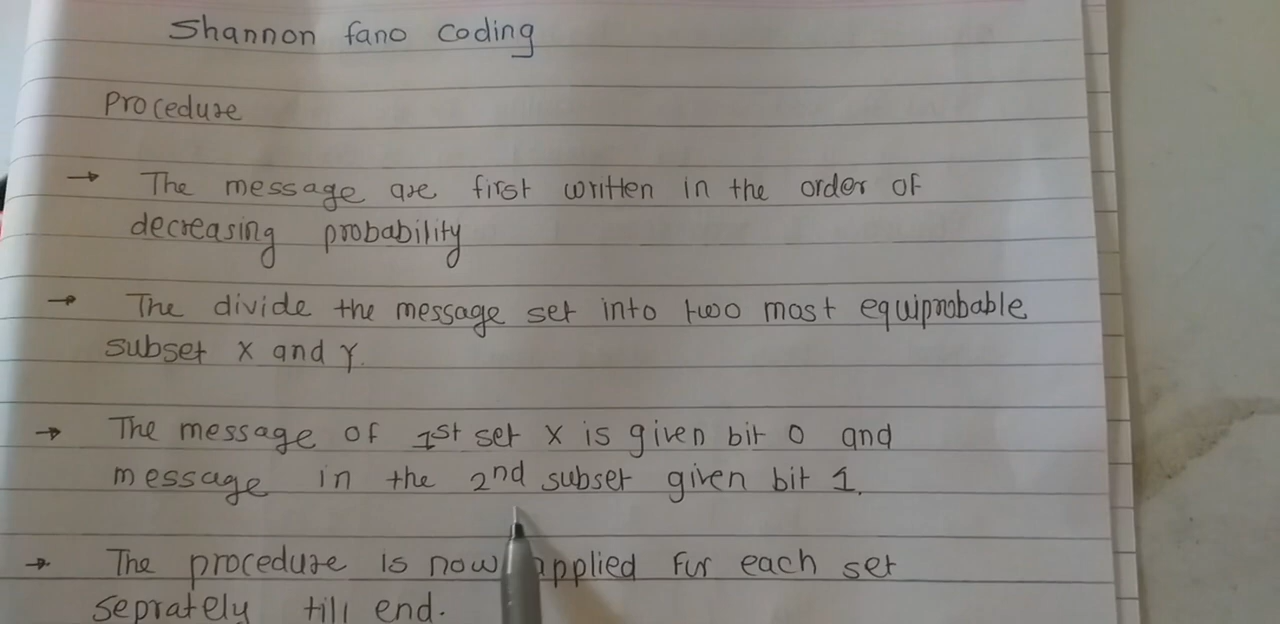 Shannon fano Coding
Procedure
→ The message are first written in the order of
decreasing probability
→ The divide the message set into two most equiprobable
subset X and Y.
→ The message of 1st set X is given bit 0 and
message in the 2nd subset given bit 1.
→ The procedure is now applied for each set
seprately till end.